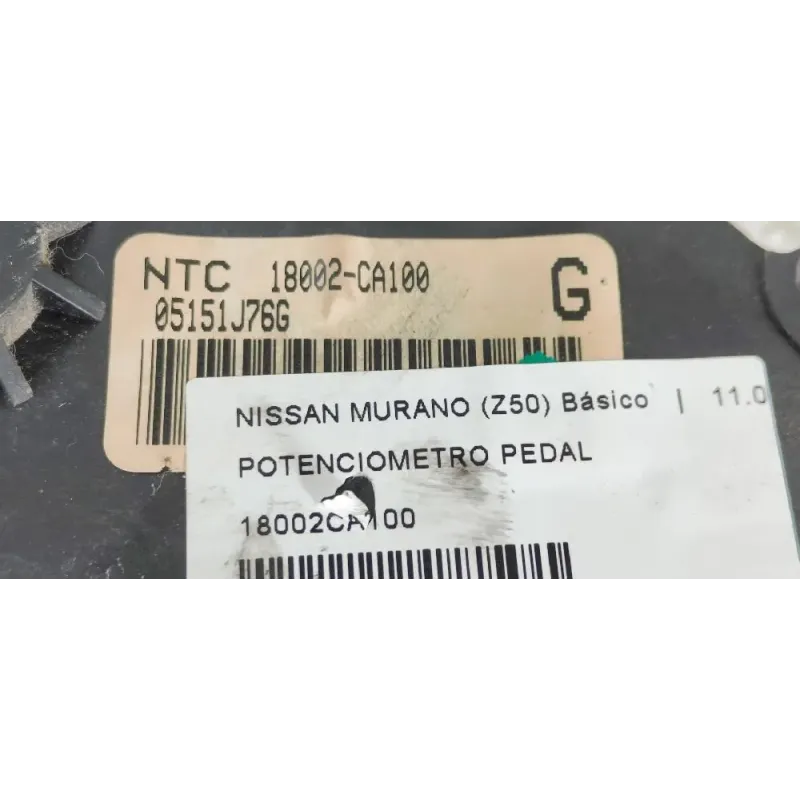 NTC 18002-CA100
05151J76G
G
NISSAN MURANO (Z50) Básico | 11.0
POTENCIOMETRO PEDAL
18002CA100